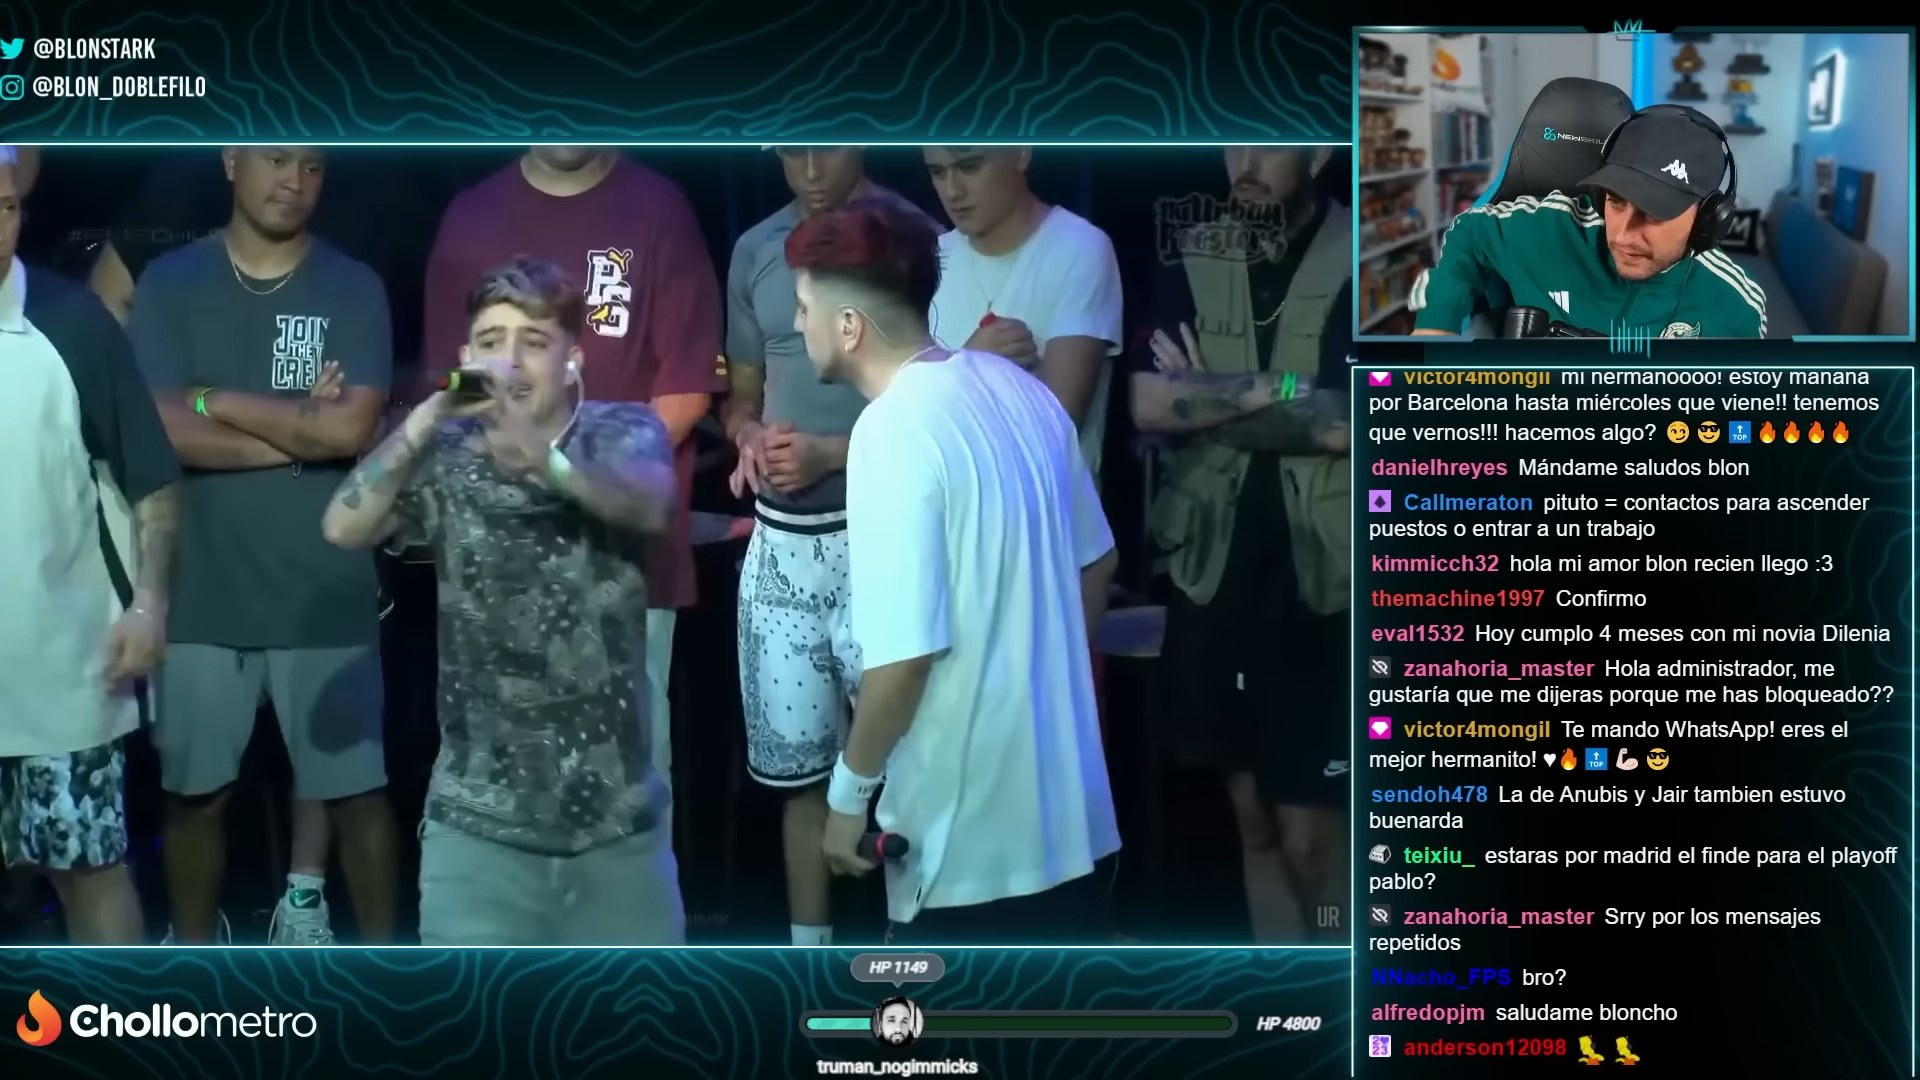 @BLONSTARK
@BLON_DOBLEFILO
#FMSCHILE
JOIN
THE
CREW
PSG
Urban
Roosters
UR
NEWSKILL
victor4mongil mi hermanoooo! estoy mañana
por Barcelona hasta miércoles que viene!! tenemos
que vernos!!! hacemos algo? 😏 😎 🔝 🔥 🔥 🔥 🔥
danielhreyes Mándame saludos blon
Callmeraton pituto = contactos para ascender
puestos o entrar a un trabajo
kimmicch32 hola mi amor blon recien llego :3
themachine1997 Confirmo
eval1532 Hoy cumplo 4 meses con mi novia Dilenia
zanahoria_master Hola administrador, me
gustaría que me dijeras porque me has bloqueado??
victor4mongil Te mando WhatsApp! eres el
mejor hermanito! ♥ 🔥 🔝 💪 😎
sendoh478 La de Anubis y Jair tambien estuvo
buenarda
teixiu_ estaras por madrid el finde para el playoff
pablo?
zanahoria_master Srry por los mensajes
repetidos
NNacho_FPS bro?
alfredopjm saludame bloncho
anderson12098
Chollometro
HP 1149
HP 4800
truman_nogimmicks